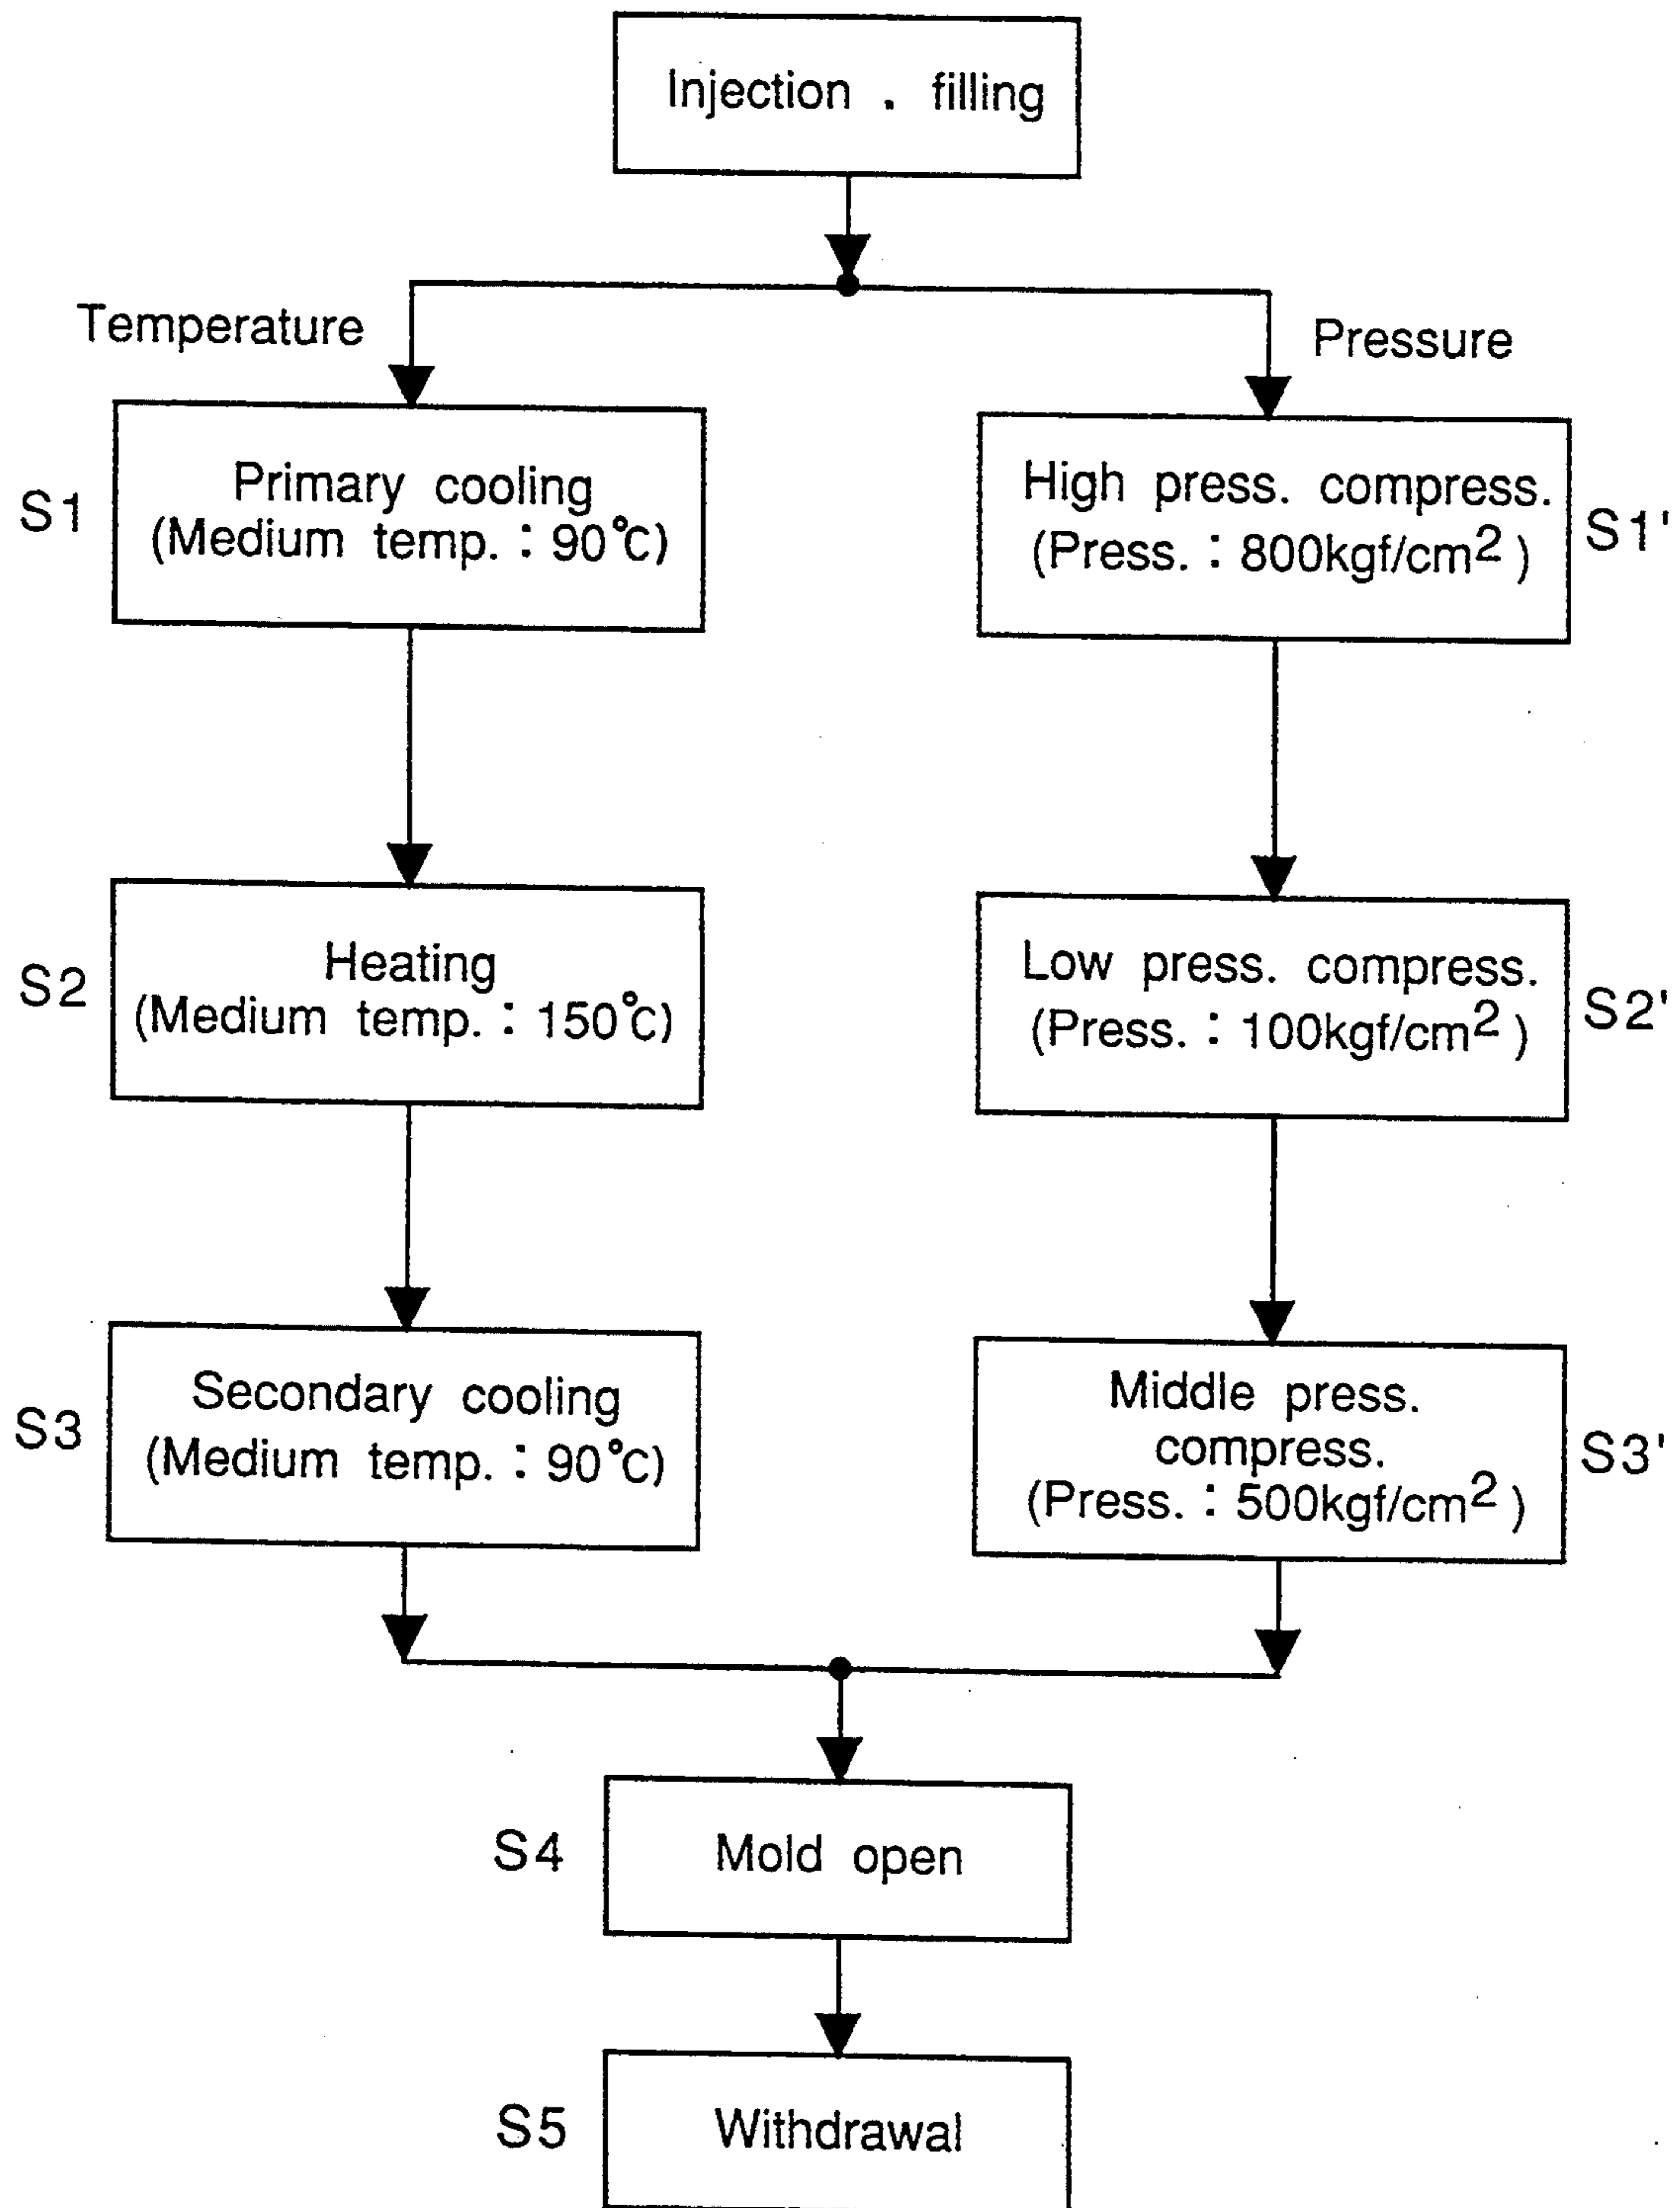 Injection . filling
Temperature
Pressure
S1
Primary cooling
(Medium temp. : 90℃)
High press. compress.
(Press. : 800kgf/cm²)
S1'
S2
Heating
(Medium temp. : 150℃)
Low press. compress.
(Press. : 100kgf/cm²)
S2'
S3
Secondary cooling
(Medium temp. : 90℃)
Middle press.
compress.
(Press. : 500kgf/cm²)
S3'
S4
Mold open
S5
Withdrawal